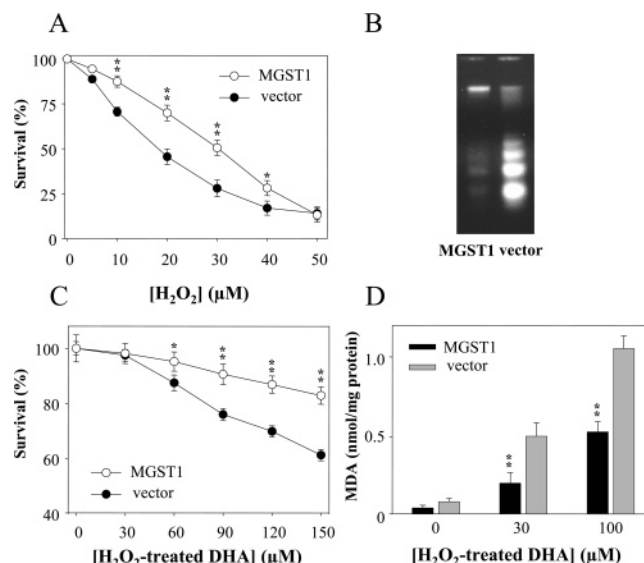 A
B
100
75
50
25
0
Survival (%)
MGST1
vector
**
**
**
*
0 10 20 30 40 50
[H₂O₂] (µM)
MGST1 vector
C
D
100
80
60
40
Survival (%)
*
**
**
**
MGST1
vector
0 30 60 90 120 150
[H₂O₂-treated DHA] (µM)
MDA (nmol/mg protein)
1.0
0.5
0
MGST1
vector
**
**
0 30 100
[H₂O₂-treated DHA] (µM)